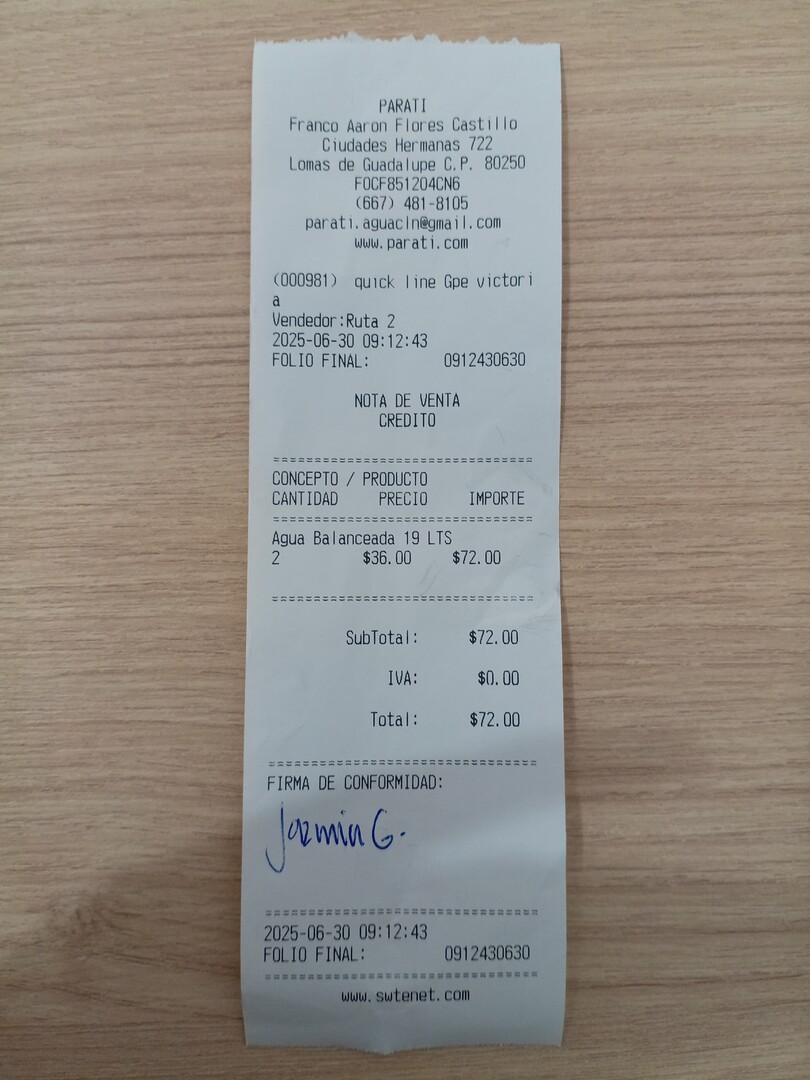 PARATI
Franco Aaron Flores Castillo
Ciudades Hermanas 722
Lomas de Guadalupe C.P. 80250
FOCF851204CN6
(667) 481-8105
parati.aguacln@gmail.com
www.parati.com
(000981) quick line Gpe victori
a
Vendedor:Ruta 2
2025-06-30 09:12:43
FOLIO FINAL: 0912430630
NOTA DE VENTA
CREDITO
==============================
CONCEPTO / PRODUCTO
CANTIDAD PRECIO IMPORTE
==============================
Agua Balanceada 19 LTS
2 $36.00 $72.00
==============================
SubTotal: $72.00
IVA: $0.00
Total: $72.00
==============================
FIRMA DE CONFORMIDAD:
Jazmin G.
==============================
2025-06-30 09:12:43
FOLIO FINAL: 0912430630
==============================
www.swtenet.com